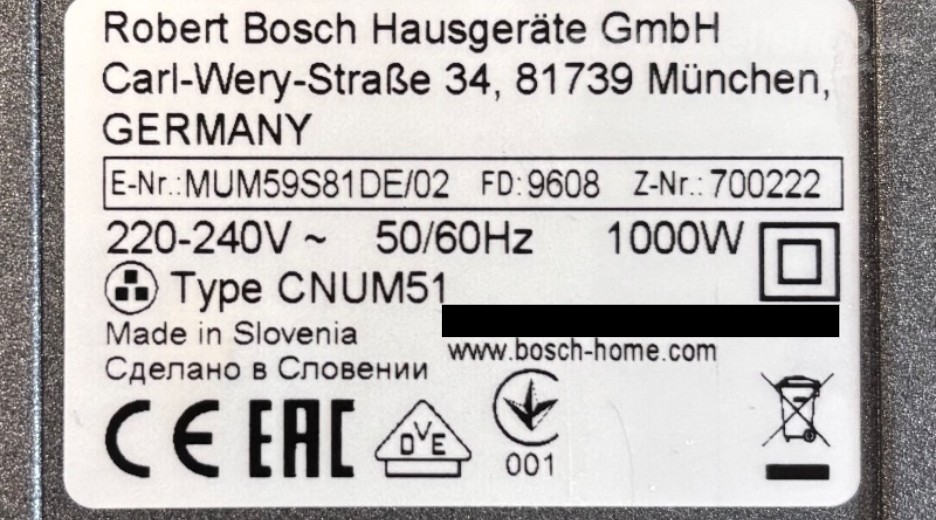 Robert Bosch Hausgeräte GmbH
Carl-Wery-Straße 34, 81739 München,
GERMANY
E-Nr.:MUM59S81DE/02 FD:9608 Z-Nr.:700222
220-240V ~ 50/60Hz 1000W
Type CNUM51
Made in Slovenia
www.bosch-home.com
Сделано в Словении
CE EAC OVE 001